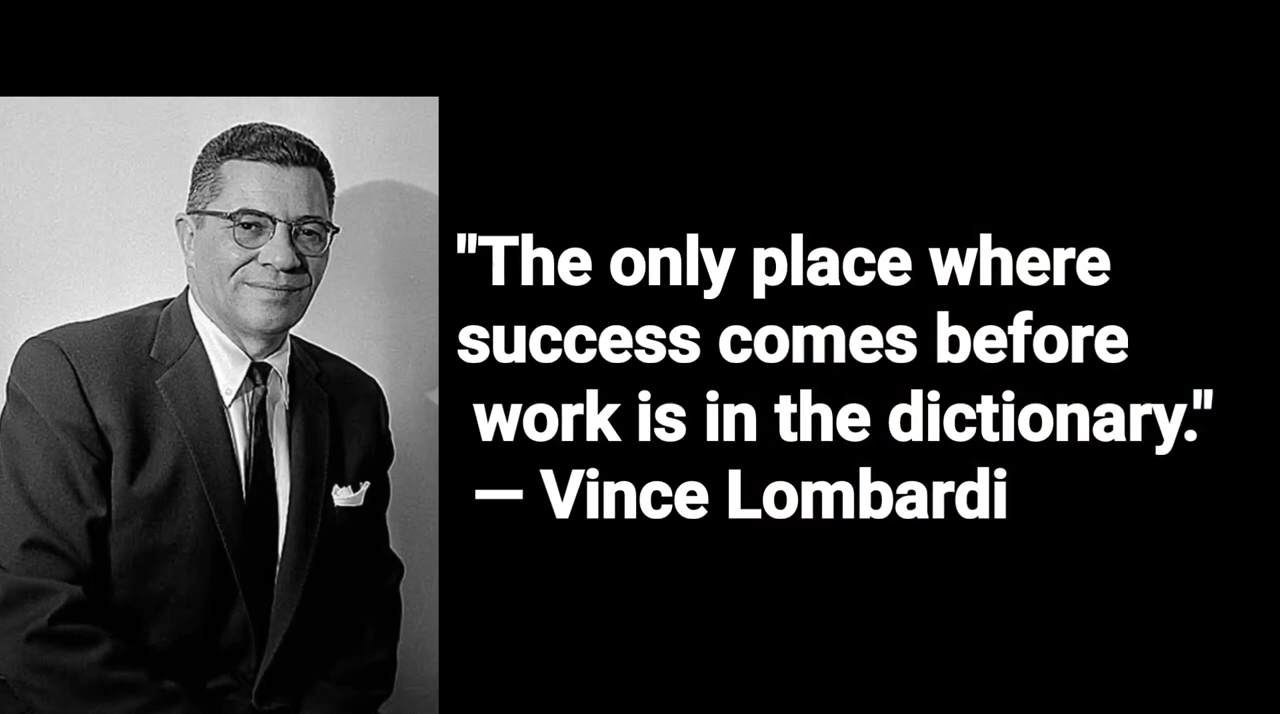 "The only place where
success comes before
work is in the dictionary."
— Vince Lombardi